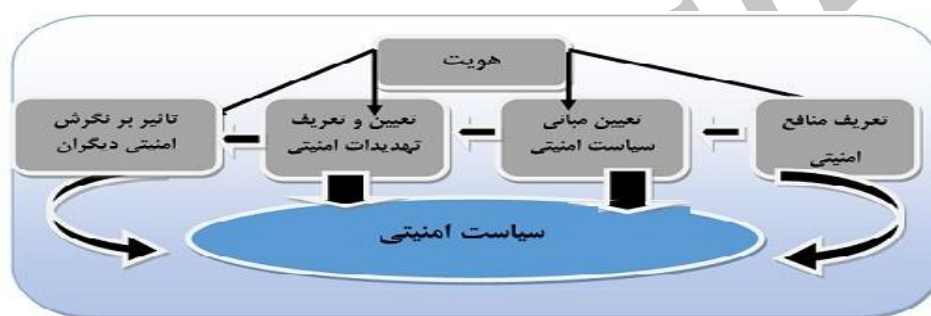 هویت
تعریف منافع
امنیتی
تعیین مبانی
سیاست امنیتی
تعیین و تعریف
تهدیدات امنیتی
تاثیر بر نگرش
امنیتی دیگران
سیاست امنیتی